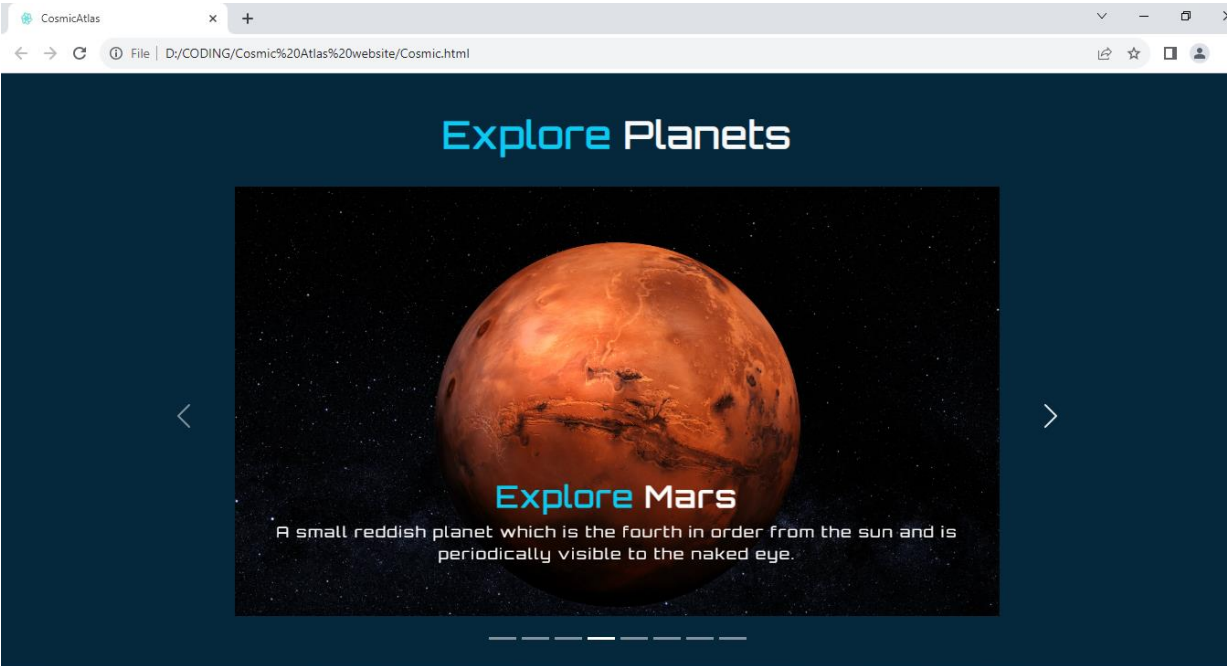 CosmicAtlas
File | D:/CODING/Cosmic%20Atlas%20website/Cosmic.html
Explore Planets
Explore Mars
A small reddish planet which is the fourth in order from the sun and is
periodically visible to the naked eye.